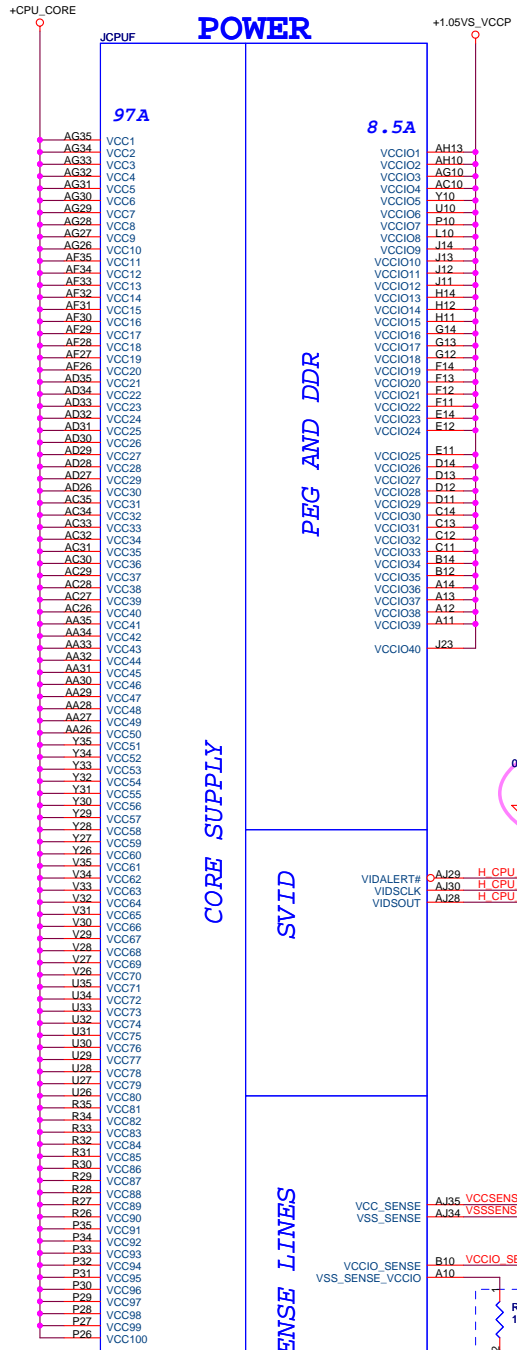 +CPU_CORE
POWER
+1.05VS_VCCP
JCPUF
97A
8.5A
AG35 VCC1
AG34 VCC2
AG33 VCC3
AG32 VCC4
AG31 VCC5
AG30 VCC6
AG29 VCC7
AG28 VCC8
AG27 VCC9
AG26 VCC10
AF35 VCC11
AF34 VCC12
AF33 VCC13
AF32 VCC14
AF31 VCC15
AF30 VCC16
AF29 VCC17
AF28 VCC18
AF27 VCC19
AF26 VCC20
AD35 VCC21
AD34 VCC22
AD33 VCC23
AD32 VCC24
AD31 VCC25
AD30 VCC26
AD29 VCC27
AD28 VCC28
AD27 VCC29
AD26 VCC30
AC35 VCC31
AC34 VCC32
AC33 VCC33
AC32 VCC34
AC31 VCC35
AC30 VCC36
AC29 VCC37
AC28 VCC38
AC27 VCC39
AC26 VCC40
AA35 VCC41
AA34 VCC42
AA33 VCC43
AA32 VCC44
AA31 VCC45
AA30 VCC46
AA29 VCC47
AA28 VCC48
AA27 VCC49
AA26 VCC50
Y35 VCC51
Y34 VCC52
Y33 VCC53
Y32 VCC54
Y31 VCC55
Y30 VCC56
Y29 VCC57
Y28 VCC58
Y27 VCC59
Y26 VCC60
V35 VCC61
V34 VCC62
V33 VCC63
V32 VCC64
V31 VCC65
V30 VCC66
V29 VCC67
V28 VCC68
V27 VCC69
V26 VCC70
U35 VCC71
U34 VCC72
U33 VCC73
U32 VCC74
U31 VCC75
U30 VCC76
U29 VCC77
U28 VCC78
U27 VCC79
U26 VCC80
R35 VCC81
R34 VCC82
R33 VCC83
R32 VCC84
R31 VCC85
R30 VCC86
R29 VCC87
R28 VCC88
R27 VCC89
R26 VCC90
P35 VCC91
P34 VCC92
P33 VCC93
P32 VCC94
P31 VCC95
P30 VCC96
P29 VCC97
P28 VCC98
P27 VCC99
P26 VCC100
CORE SUPPLY
PEG AND DDR
VCCIO1 AH13
VCCIO2 AH10
VCCIO3 AG10
VCCIO4 AC10
VCCIO5 Y10
VCCIO6 U10
VCCIO7 P10
VCCIO8 L10
VCCIO9 J14
VCCIO10 J13
VCCIO11 J12
VCCIO12 J11
VCCIO13 H14
VCCIO14 H12
VCCIO15 H11
VCCIO16 G14
VCCIO17 G13
VCCIO18 G12
VCCIO19 F14
VCCIO20 F13
VCCIO21 F12
VCCIO22 F11
VCCIO23 E14
VCCIO24 E12
VCCIO25 E11
VCCIO26 D14
VCCIO27 D13
VCCIO28 D12
VCCIO29 D11
VCCIO30 C14
VCCIO31 C13
VCCIO32 C12
VCCIO33 C11
VCCIO34 B14
VCCIO35 B12
VCCIO36 A14
VCCIO37 A13
VCCIO38 A12
VCCIO39 A11
VCCIO40 J23
0
SVID
VIDALERT# AJ29 H_CPU_
VIDSCLK AJ30 H_CPU_
VIDSOUT AJ28 H_CPU_
ENSE LINES
VCC_SENSE AJ35 VCCSENS
VSS_SENSE AJ34 VSSSENS
VCCIO_SENSE B10 VCCIO_SE
VSS_SENSE_VCCIO A10
1
R
1
2